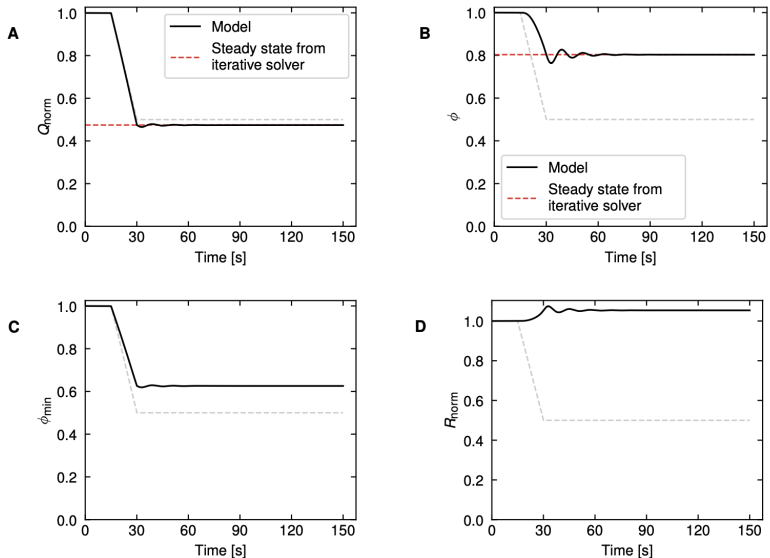 A
1.0
0.8
0.6
0.4
0.2
0.0
Qnorm
Model
Steady state from
iterative solver
0 30 60 90 120 150
Time [s]
B
1.0
0.8
0.6
0.4
0.2
0.0
ϕ
Model
Steady state from
iterative solver
0 30 60 90 120 150
Time [s]
C
1.0
0.8
0.6
0.4
0.2
0.0
ϕmin
0 30 60 90 120 150
Time [s]
D
1.0
0.8
0.6
0.4
0.2
0.0
Rnorm
0 30 60 90 120 150
Time [s]